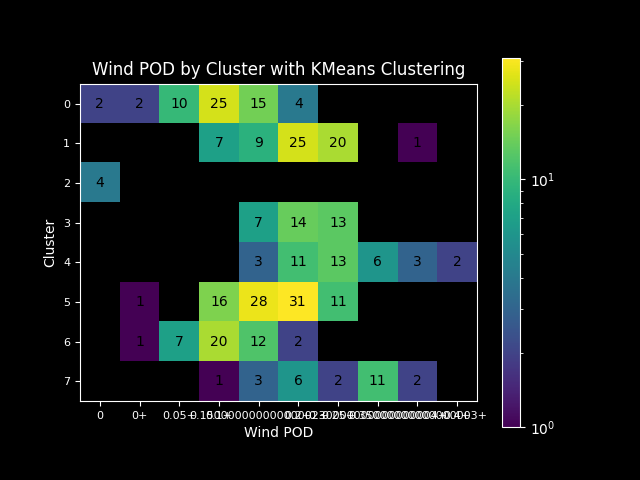 Wind POD by Cluster with KMeans Clustering
0 2 2 10 25 15 4
1 7 9 25 20 1
2 4
3 7 14 13
4 3 11 13 6 3 2
5 1 16 28 31 11
6 1 7 20 12 2
7 1 3 6 2 11 2
Cluster
0 0+ 0.05+
Wind POD
10¹
10⁰